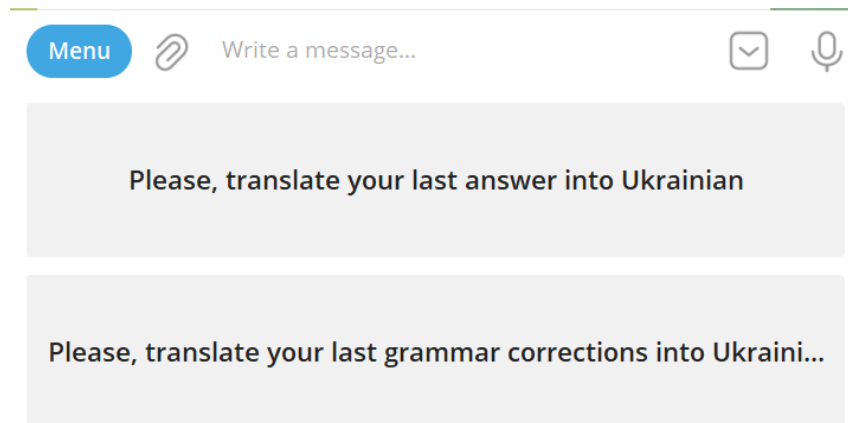 Menu
Write a message...
Please, translate your last answer into Ukrainian
Please, translate your last grammar corrections into Ukraini...